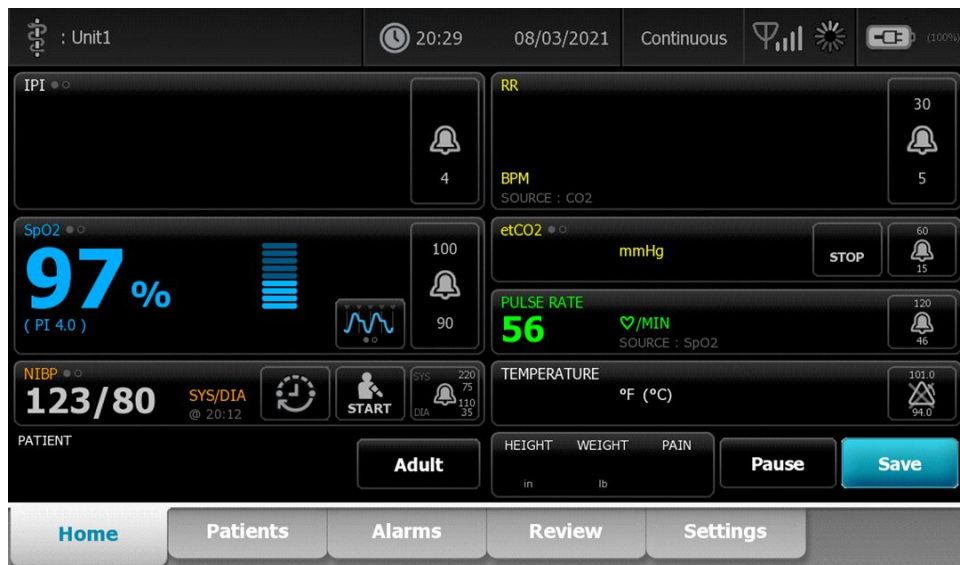 : Unit1
20:29
08/03/2021
Continuous
(100%)
IPI
4
RR
BPM
SOURCE : CO2
30
5
SpO2
97 %
( PI 4.0 )
100
90
etCO2
mmHg
STOP
60
15
PULSE RATE
56 /MIN
SOURCE : SpO2
120
46
NIBP
123/80 SYS/DIA
@ 20:12
START
SYS 220
75
110
DIA 35
TEMPERATURE
°F (°C)
101.0
94.0
PATIENT
Adult
HEIGHT WEIGHT PAIN
in lb
Pause
Save
Home
Patients
Alarms
Review
Settings